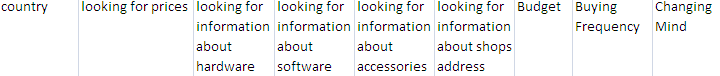 country
looking for prices
looking for
information
about
hardware
looking for
information
about
software
looking for
information
about
accessories
looking for
information
about shops
address
Budget
Buying
Frequency
Changing
Mind